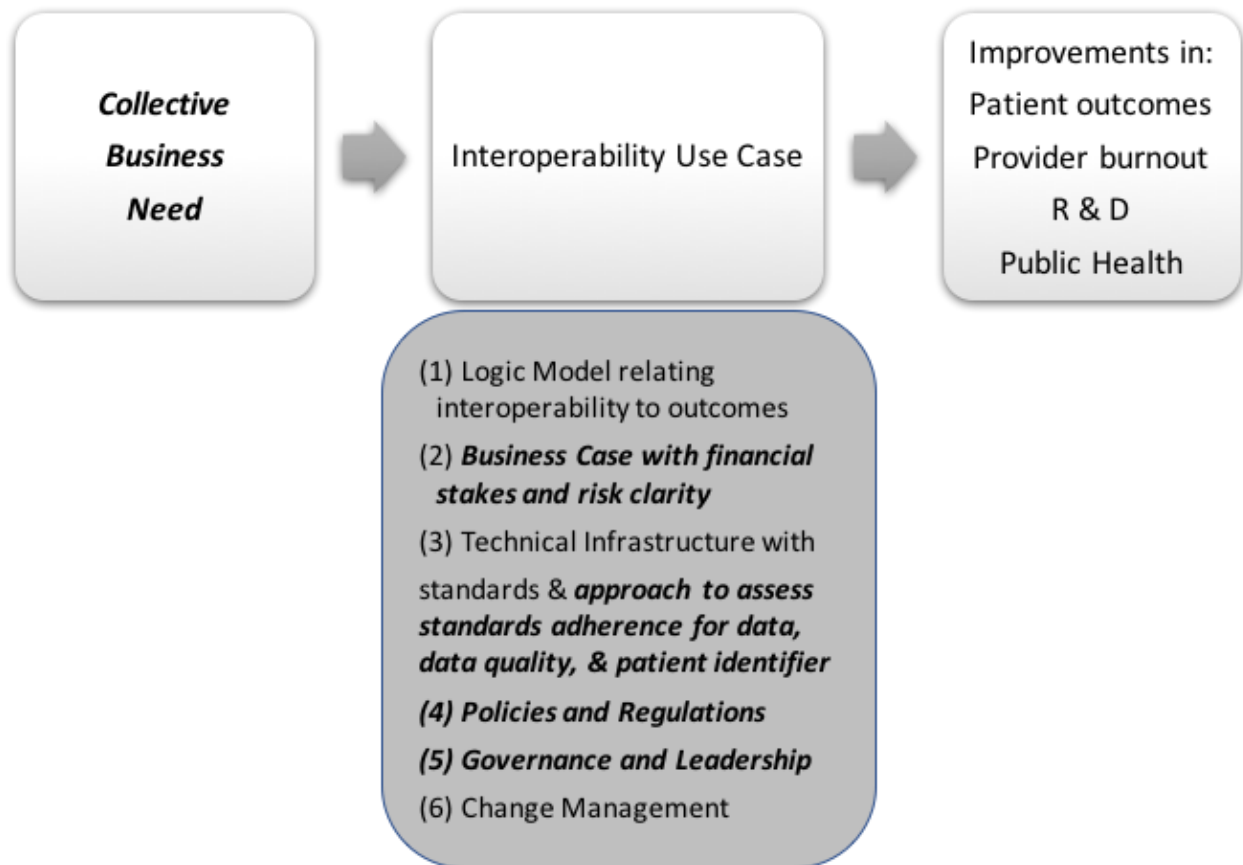 Collective
Business
Need
Interoperability Use Case
Improvements in:
Patient outcomes
Provider burnout
R & D
Public Health
(1) Logic Model relating
interoperability to outcomes
(2) Business Case with financial
stakes and risk clarity
(3) Technical Infrastructure with
standards & approach to assess
standards adherence for data,
data quality, & patient identifier
(4) Policies and Regulations
(5) Governance and Leadership
(6) Change Management